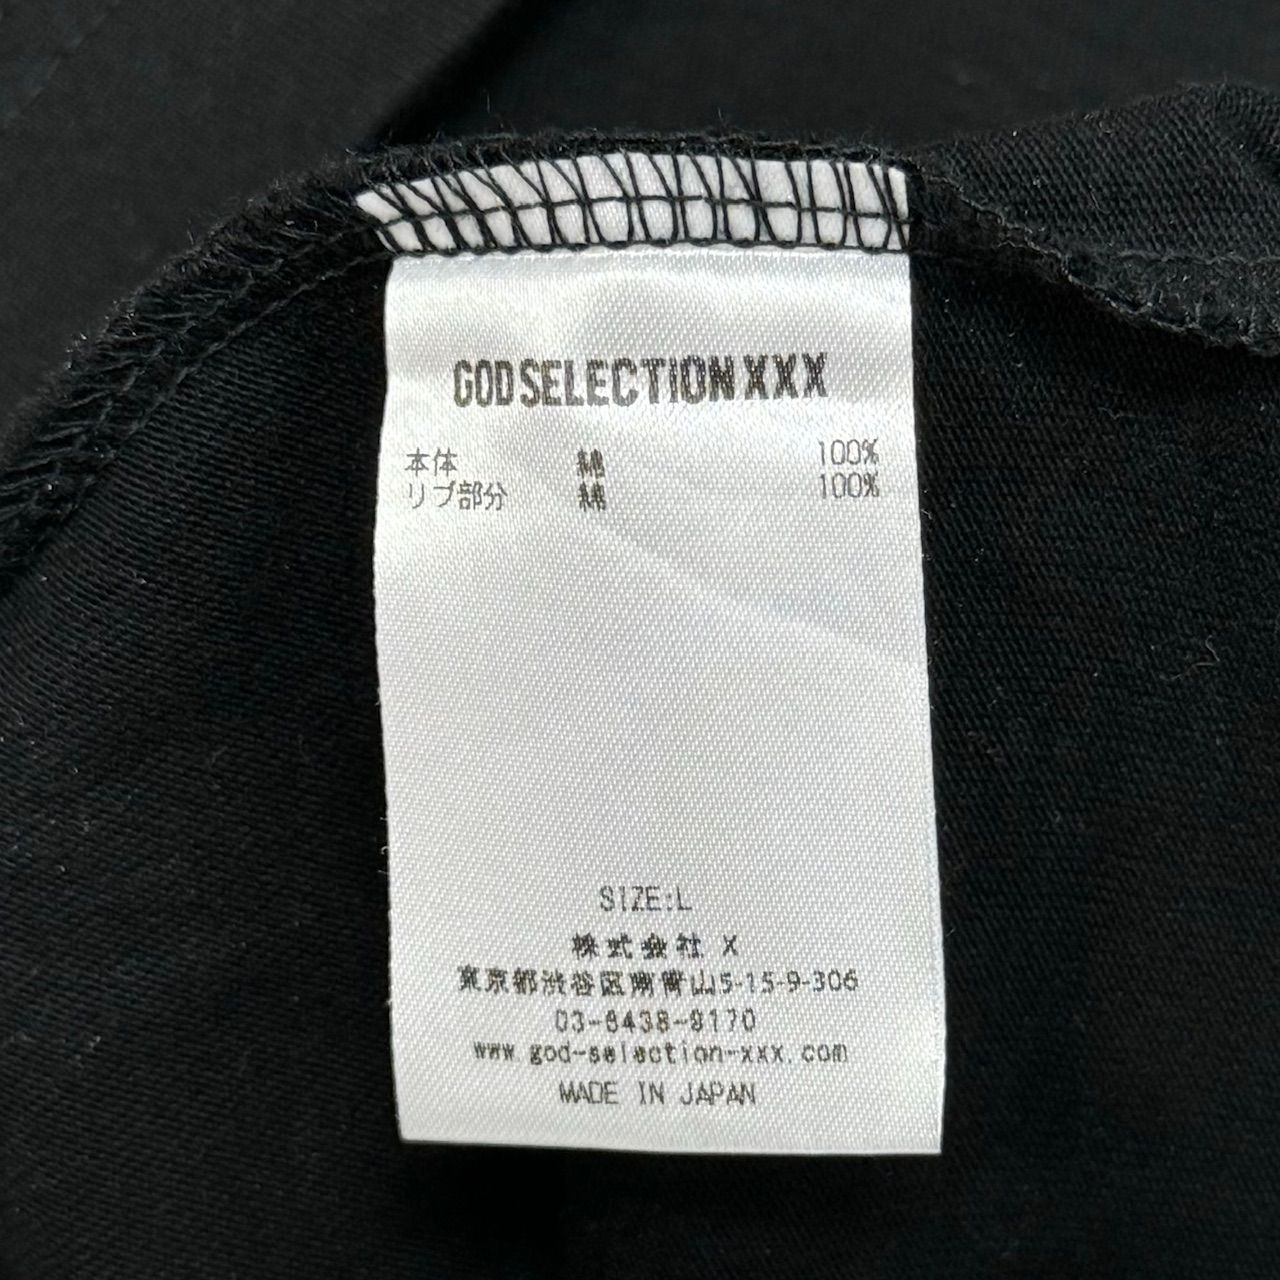 GOD SELECTION XXX
本体 綿 100%
リブ部分 綿 100%
SIZE:L
株式会社 X
東京都渋谷区南青山5-15-9-306
03-6438-9170
www.god-selection-xxx.com
MADE IN JAPAN